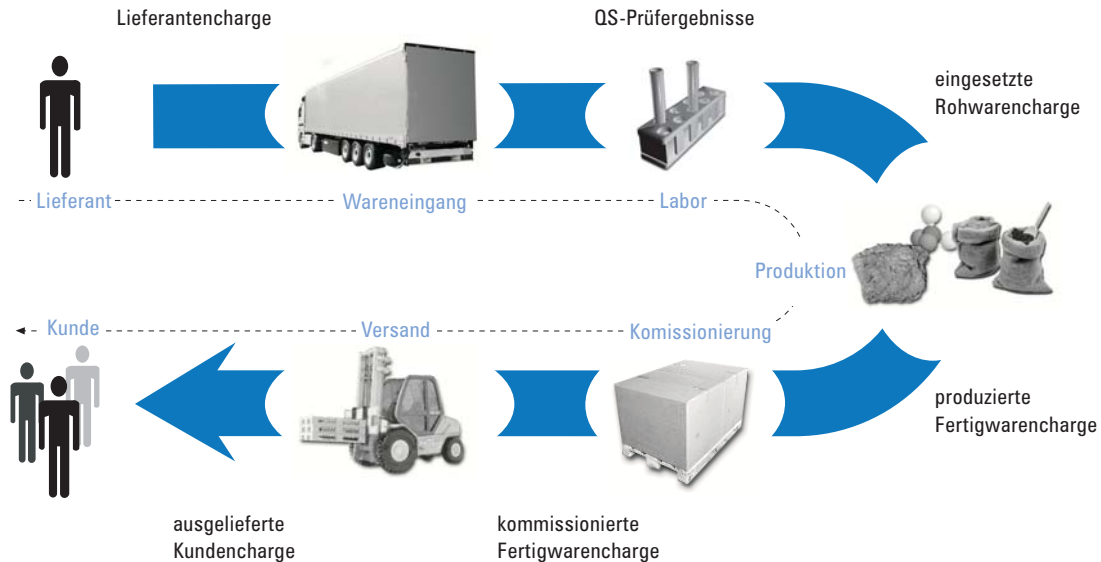 Lieferantencharge
QS-Prüfergebnisse
eingesetzte
Rohwarencharge
Lieferant
Wareneingang
Labor
Produktion
Kunde
Versand
Komissionierung
produzierte
Fertigwarencharge
ausgelieferte
Kundencharge
kommissionierte
Fertigwarencharge